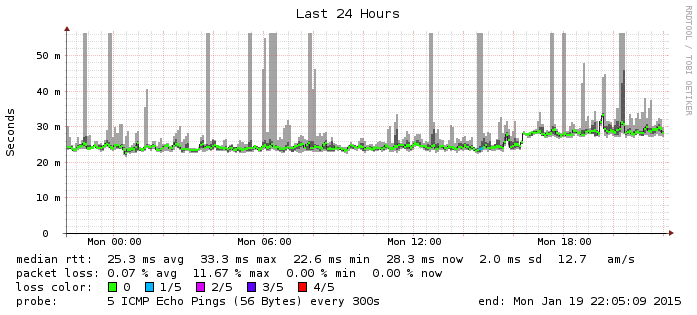 Last 24 Hours
RRDTOOL / TOBI OETIKER
Seconds
50 m
40 m
30 m
20 m
10 m
0
Mon 00:00 Mon 06:00 Mon 12:00 Mon 18:00
median rtt: 25.3 ms avg 33.3 ms max 22.6 ms min 28.3 ms now 2.0 ms sd 12.7 am/s
packet loss: 0.07 % avg 11.67 % max 0.00 % min 0.00 % now
loss color: 0 1/5 2/5 3/5 4/5
probe: 5 ICMP Echo Pings (56 Bytes) every 300s end: Mon Jan 19 22:05:09 2015